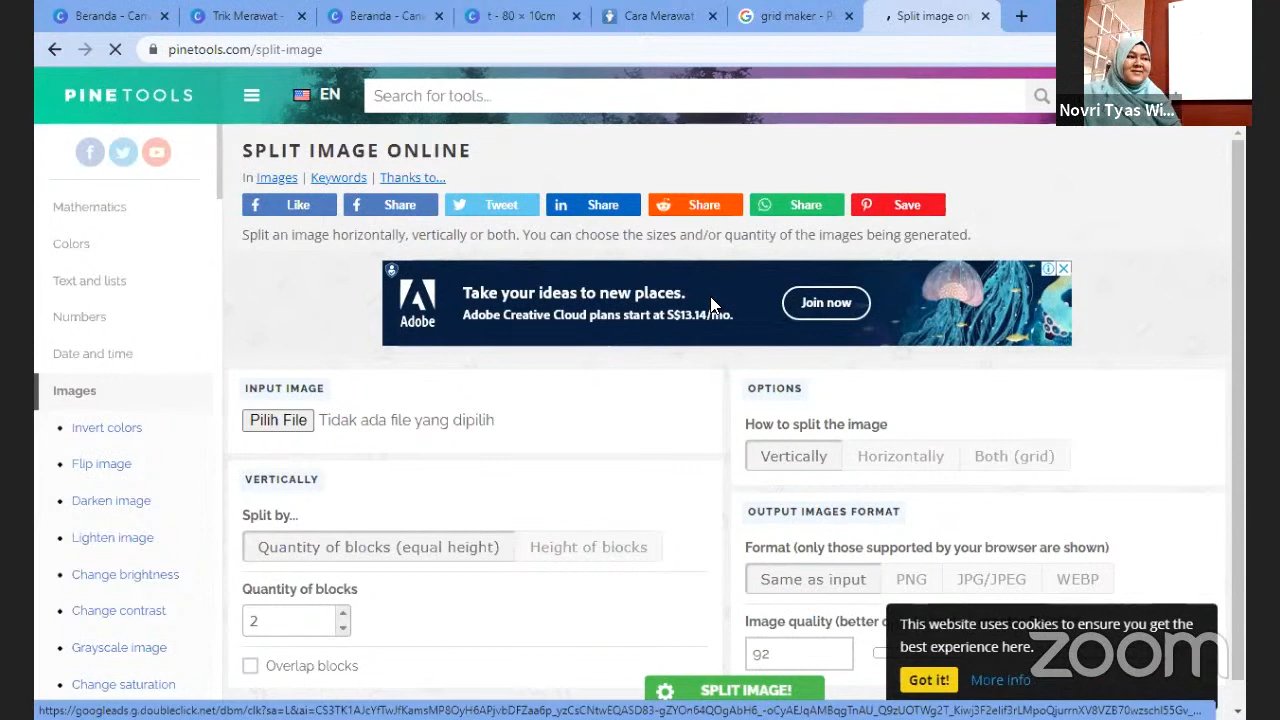 Beranda - Can
Trik Merawat -
Beranda - Can
t - 80 × 10cm
Cara Merawat
grid maker - P
Split image on
pinetools.com/split-image
PINETOOLS
EN
Search for tools...
Novri Tyas Wi...
SPLIT IMAGE ONLINE
In Images | Keywords | Thanks to...
Like
Share
Tweet
Share
Share
Share
Save
Split an image horizontally, vertically or both. You can choose the sizes and/or quantity of the images being generated.
Adobe
Take your ideas to new places.
Adobe Creative Cloud plans start at S$13.14/mo.
Join now
Mathematics
Colors
Text and lists
Numbers
Date and time
Images
Invert colors
Flip image
Darken image
Lighten image
Change brightness
Change contrast
Grayscale image
Change saturation
INPUT IMAGE
Pilih File Tidak ada file yang dipilih
VERTICALLY
Split by...
Quantity of blocks (equal height) Height of blocks
Quantity of blocks
2
Overlap blocks
OPTIONS
How to split the image
Vertically Horizontally Both (grid)
OUTPUT IMAGES FORMAT
Format (only those supported by your browser are shown)
Same as input PNG JPG/JPEG WEBP
Image quality (better
92
SPLIT IMAGE!
This website uses cookies to ensure you get the
best experience here.
Got it! More info
zoom